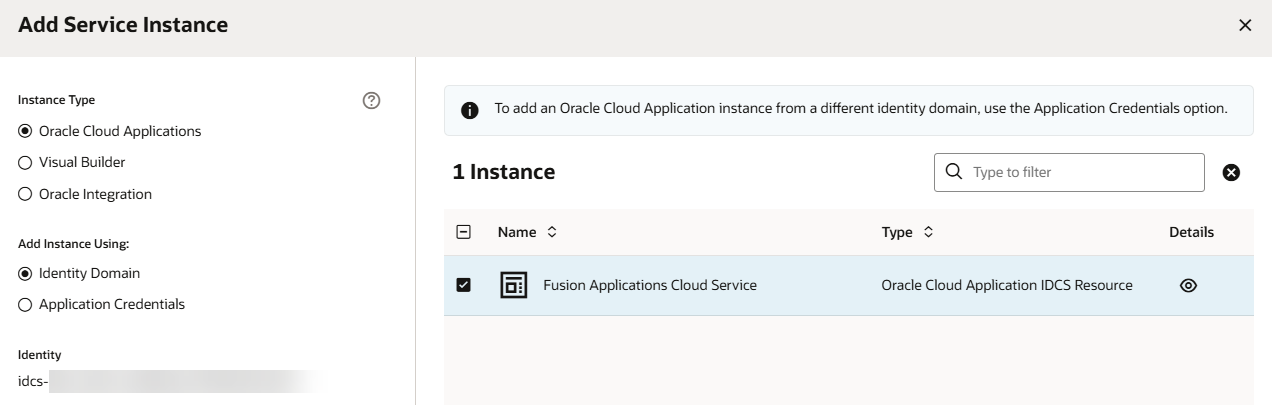 Add Service Instance
Instance Type
Oracle Cloud Applications
Visual Builder
Oracle Integration
Add Instance Using:
Identity Domain
Application Credentials
Identity
idcs-
To add an Oracle Cloud Application instance from a different identity domain, use the Application Credentials option.
1 Instance
Type to filter
Name Type Details
Fusion Applications Cloud Service Oracle Cloud Application IDCS Resource